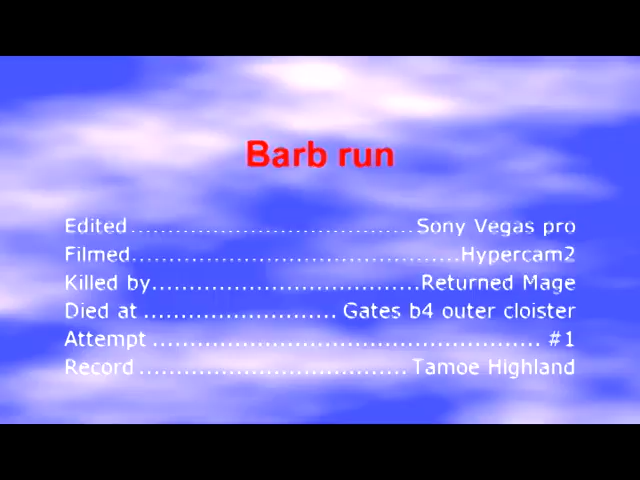 Barb run
Edited......................................Sony Vegas pro
Filmed............................................Hypercam2
Killed by....................................Returned Mage
Died at .......................... Gates b4 outer cloister
Attempt ..................................................... #1
Record .................................... Tamoe Highland